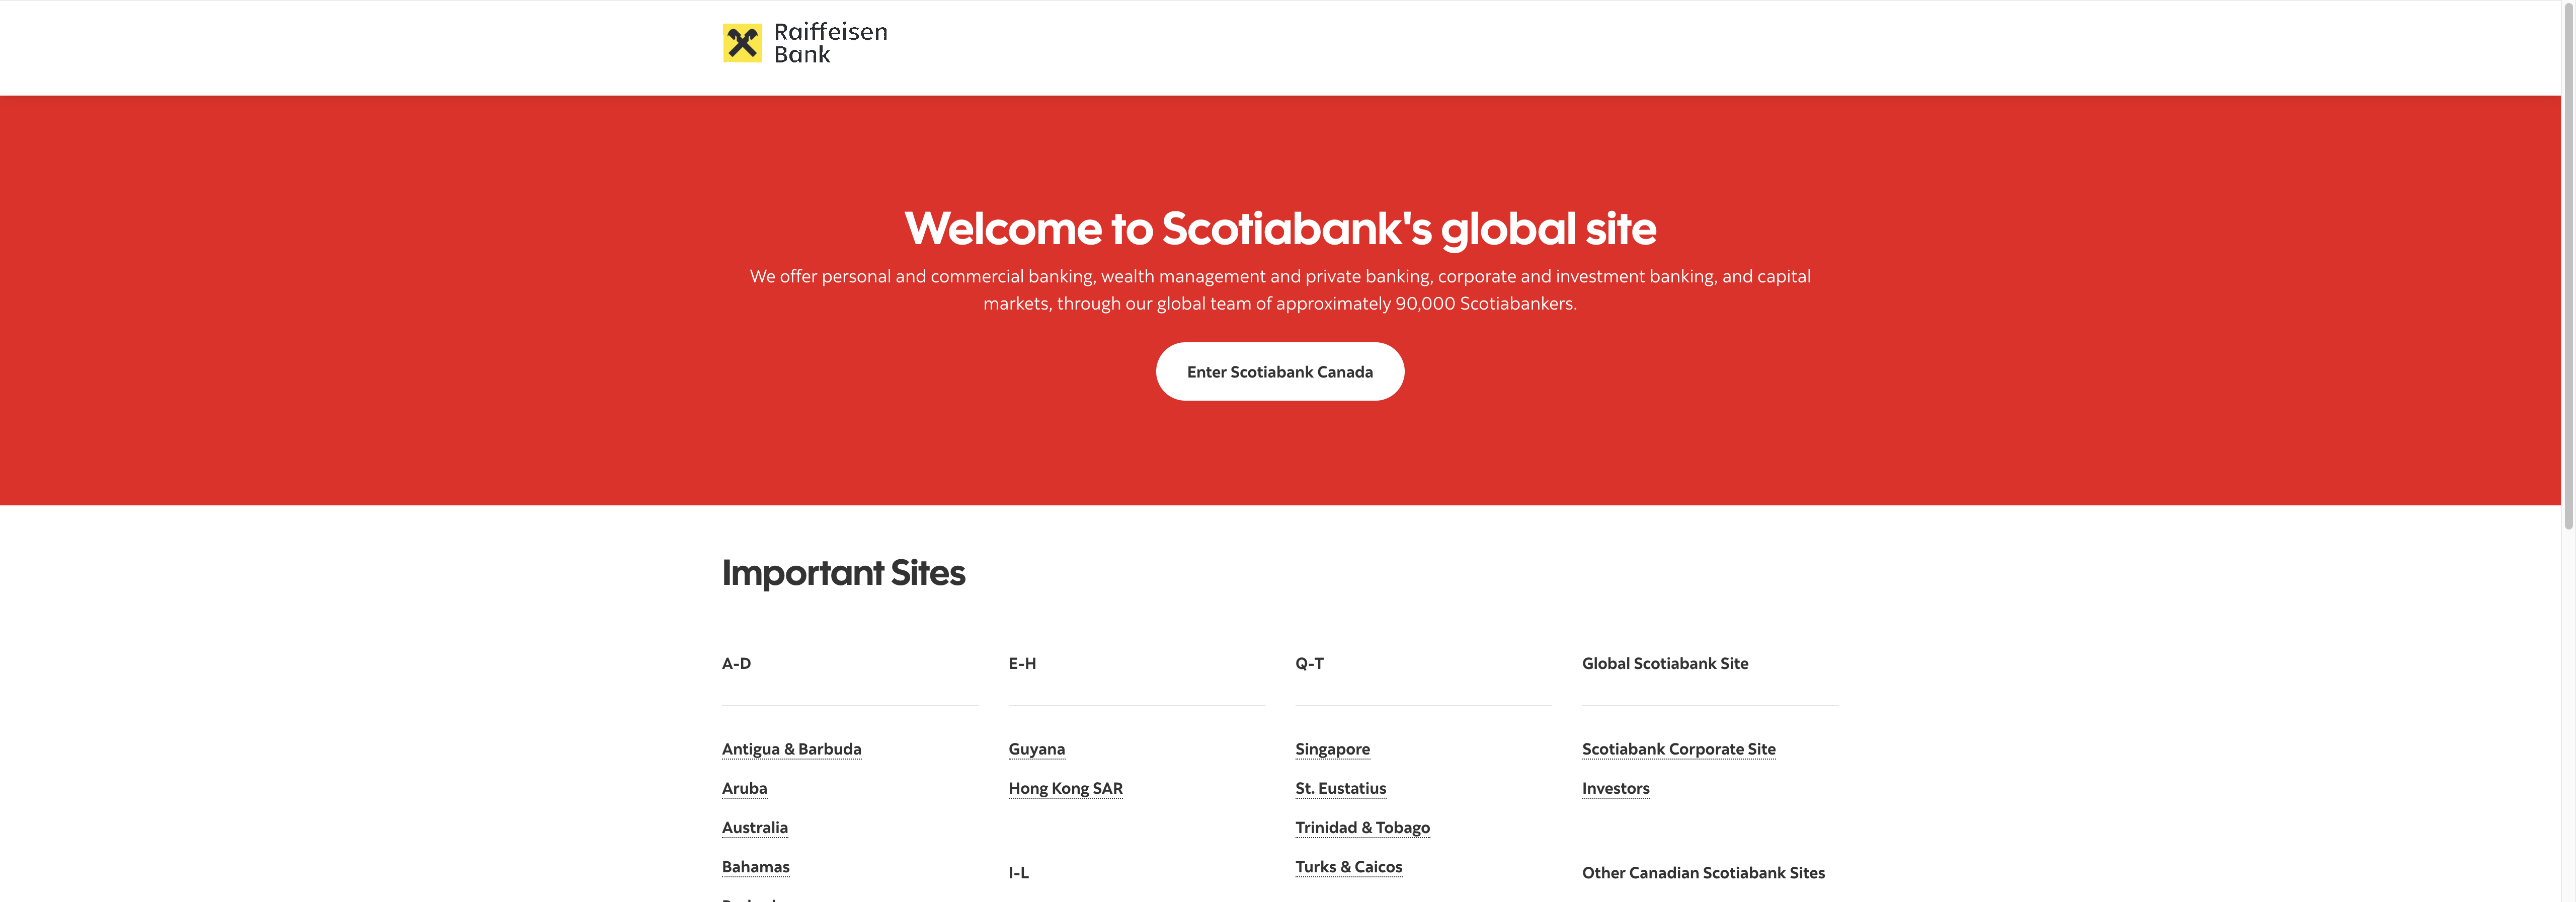 Raiffeisen
Bank
Welcome to Scotiabank's global site
We offer personal and commercial banking, wealth management and private banking, corporate and investment banking, and capital
markets, through our global team of approximately 90,000 Scotiabankers.
Enter Scotiabank Canada
Important Sites
A-D
Antigua & Barbuda
Aruba
Australia
Bahamas
E-H
Guyana
Hong Kong SAR
I-L
Q-T
Singapore
St. Eustatius
Trinidad & Tobago
Turks & Caicos
Global Scotiabank Site
Scotiabank Corporate Site
Investors
Other Canadian Scotiabank Sites